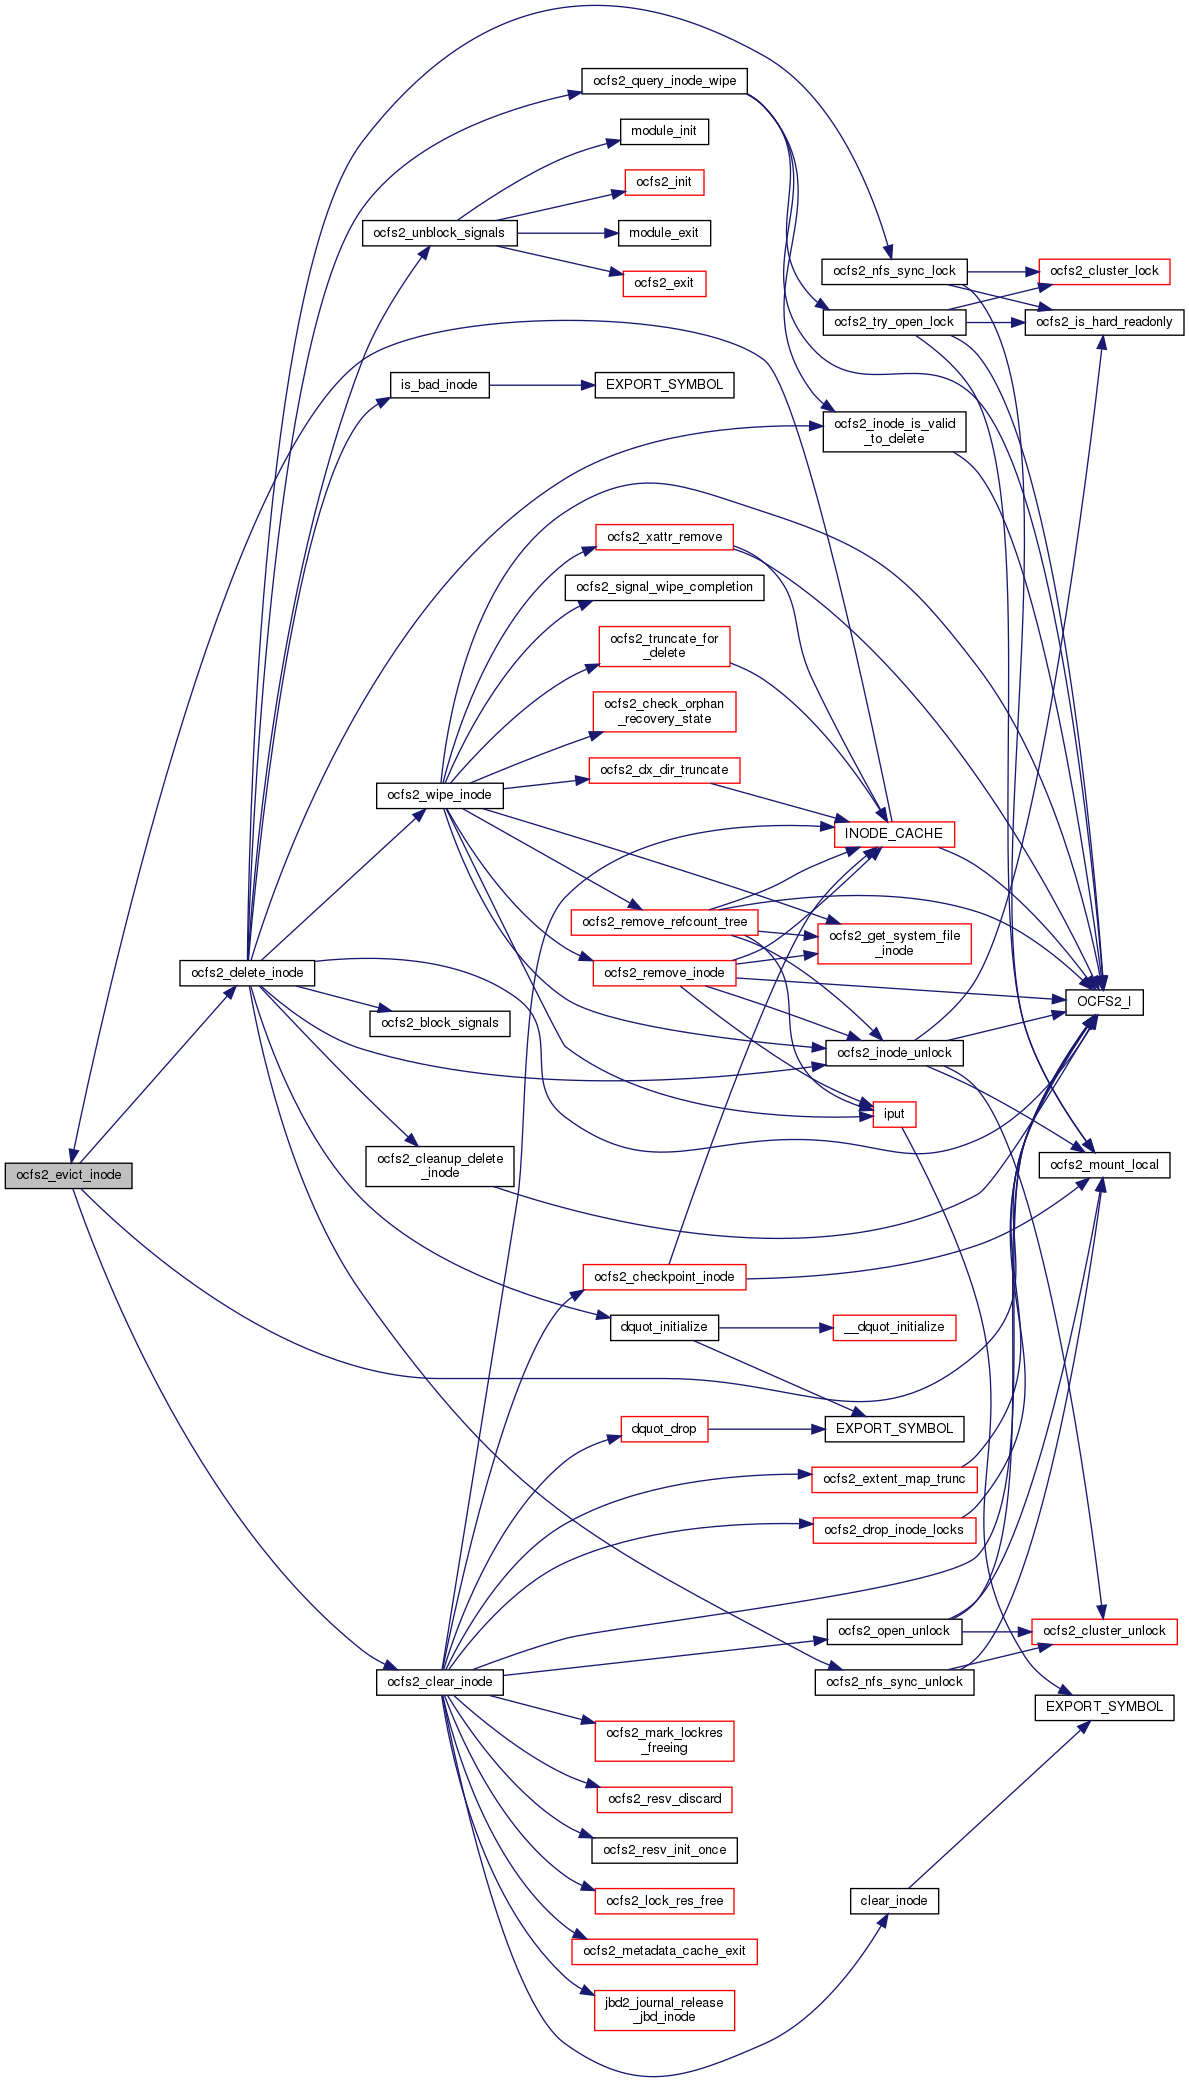 ocfs2_query_inode_wipe
module_init
ocfs2_init
ocfs2_unblock_signals
module_exit
ocfs2_exit
ocfs2_nfs_sync_lock
ocfs2_cluster_lock
ocfs2_try_open_lock
ocfs2_is_hard_readonly
is_bad_inode
EXPORT_SYMBOL
ocfs2_inode_is_valid
_to_delete
ocfs2_xattr_remove
ocfs2_signal_wipe_completion
ocfs2_truncate_for
_delete
ocfs2_check_orphan
_recovery_state
ocfs2_dx_dir_truncate
ocfs2_wipe_inode
INODE_CACHE
ocfs2_remove_refcount_tree
ocfs2_get_system_file
_inode
ocfs2_delete_inode
ocfs2_remove_inode
OCFS2_I
ocfs2_block_signals
ocfs2_inode_unlock
iput
ocfs2_cleanup_delete
_inode
ocfs2_mount_local
ocfs2_evict_inode
ocfs2_checkpoint_inode
dquot_initialize
__dquot_initialize
dquot_drop
EXPORT_SYMBOL
ocfs2_extent_map_trunc
ocfs2_drop_inode_locks
ocfs2_open_unlock
ocfs2_cluster_unlock
ocfs2_clear_inode
ocfs2_nfs_sync_unlock
EXPORT_SYMBOL
ocfs2_mark_lockres
_freeing
ocfs2_resv_discard
ocfs2_resv_init_once
ocfs2_lock_res_free
clear_inode
ocfs2_metadata_cache_exit
jbd2_journal_release
_jbd_inode